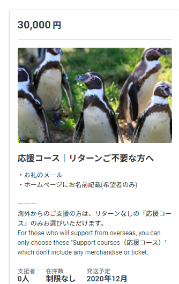 30,000 円
応援コース｜リターンご不要な方へ
・お礼のメール
・ホームページにお名前記載(希望者のみ)
———
海外からのご支援の方は、リターンなしの「応援コー
ス」のみお選びいただけます。
For those who will support from overseas, you can
only choose these "Support courses（応援コース）"
which don't include any merchandise or ticket.
支援者 在庫数 発送予定
0人 制限なし 2020年12月